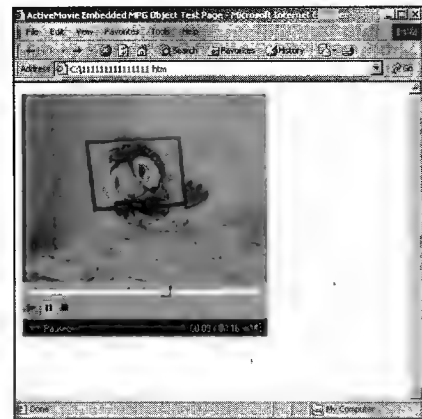 ActiveMovie Embedded MPG Object Test Page - Microsoft Internet E
File Edit View Favorites Tools Help
Search Favorites History
Address Go
Paused
Done My Computer